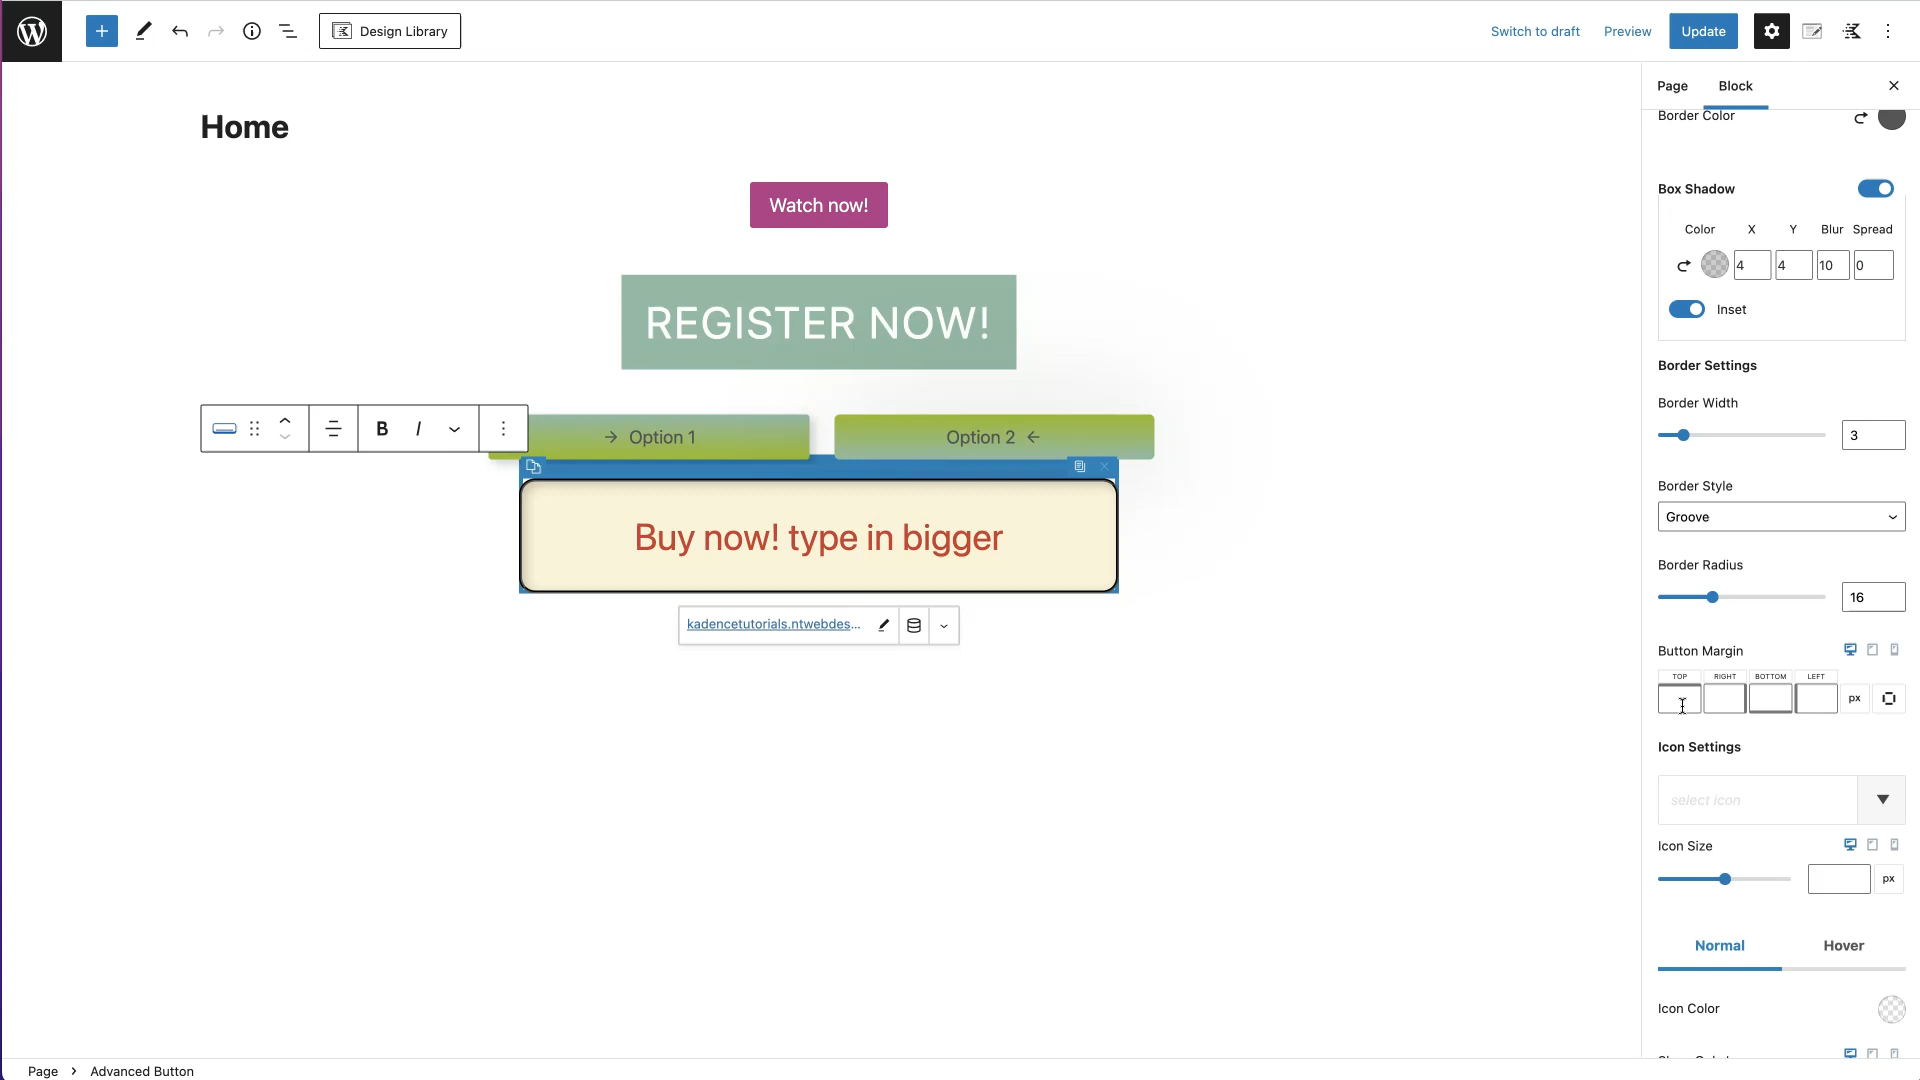 Design Library
Switch to draft
Preview
Update
Page
Block
Border Color
Home
Watch now!
Box Shadow
Color X Y Blur Spread
4 4 10 0
Inset
REGISTER NOW!
Border Settings
Border Width
3
B I
Option 1
Option 2
Border Style
Groove
Buy now! type in bigger
Border Radius
16
kadencetutorials.ntwebdes...
Button Margin
TOP RIGHT BOTTOM LEFT
px
Icon Settings
select icon
Icon Size
px
Normal
Hover
Icon Color
Page
Advanced Button